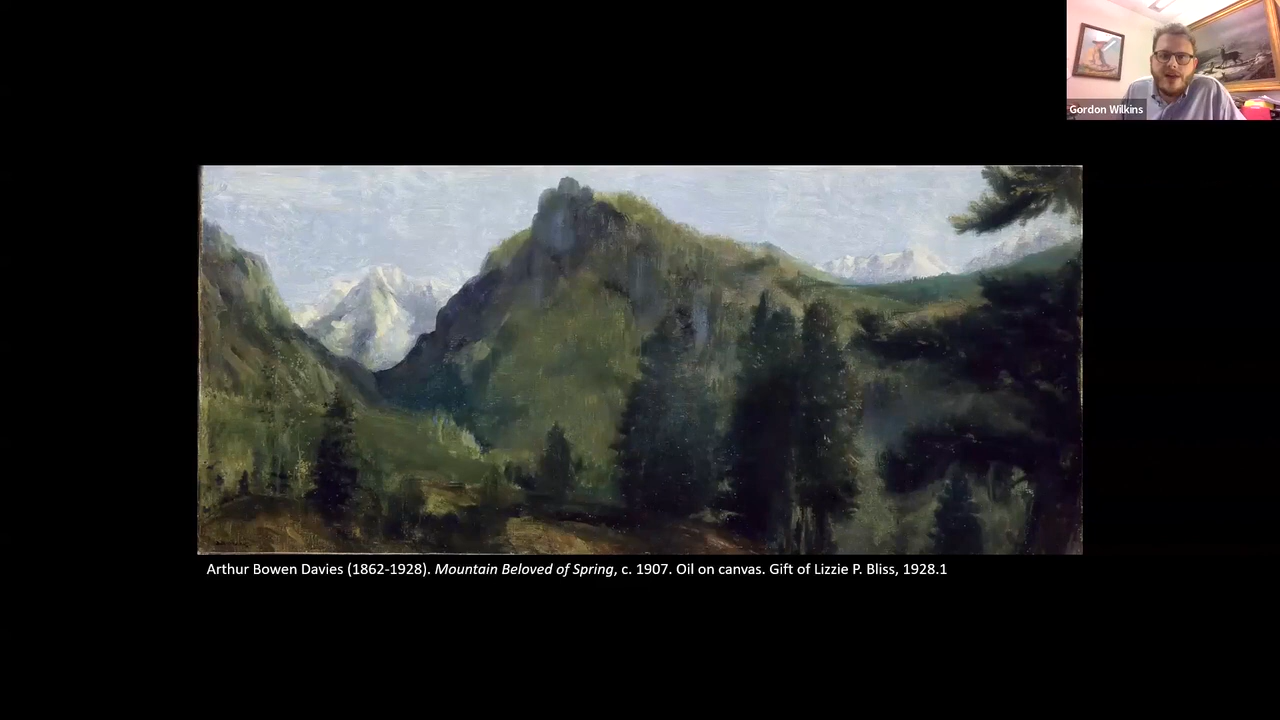 Gordon Wilkins
Arthur Bowen Davies (1862-1928). Mountain Beloved of Spring, c. 1907. Oil on canvas. Gift of Lizzie P. Bliss, 1928.1